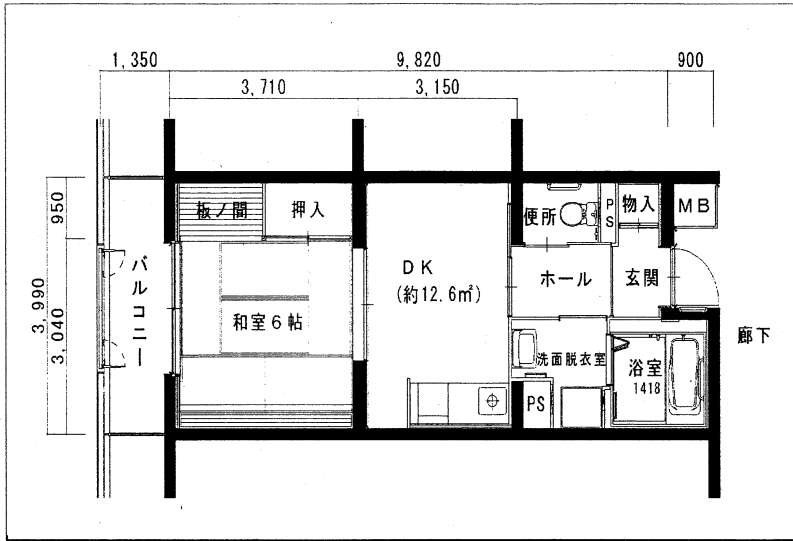 1,350
9,820
900
3,710
3,150
950
3,990
3,040
板ノ間
押入
便所
PS
物入
MB
バルコニー
DK
(約12.6㎡)
ホール
玄関
和室6帖
廊下
洗面脱衣室
浴室
1418
PS